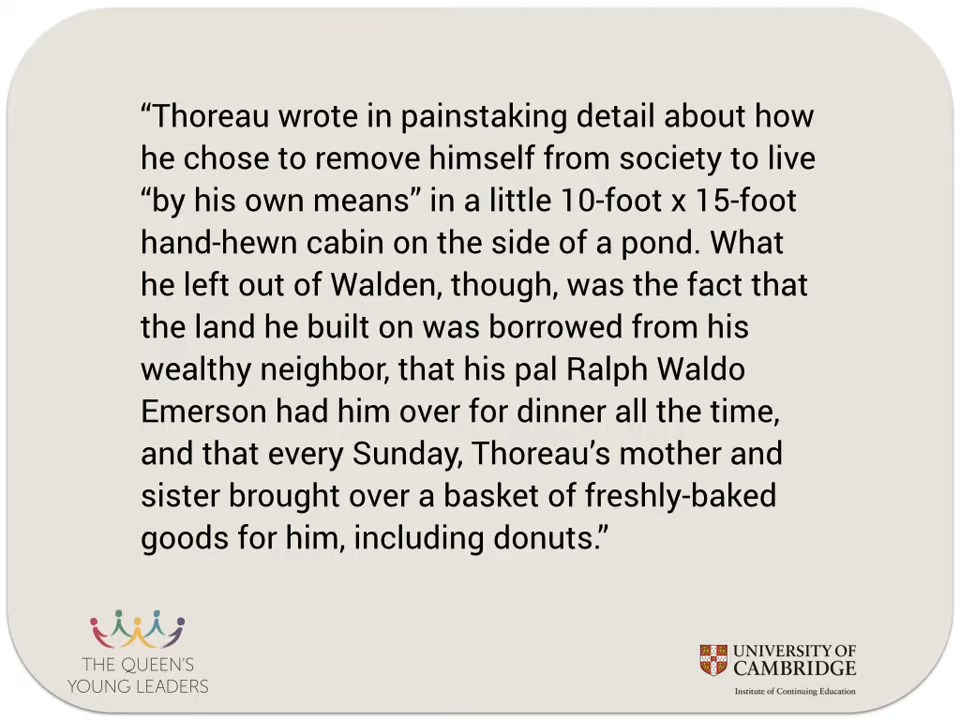 “Thoreau wrote in painstaking detail about how
he chose to remove himself from society to live
“by his own means” in a little 10-foot x 15-foot
hand-hewn cabin on the side of a pond. What
he left out of Walden, though, was the fact that
the land he built on was borrowed from his
wealthy neighbor, that his pal Ralph Waldo
Emerson had him over for dinner all the time,
and that every Sunday, Thoreau’s mother and
sister brought over a basket of freshly-baked
goods for him, including donuts.”
THE QUEEN’S
YOUNG LEADERS
UNIVERSITY OF
CAMBRIDGE
Institute of Continuing Education